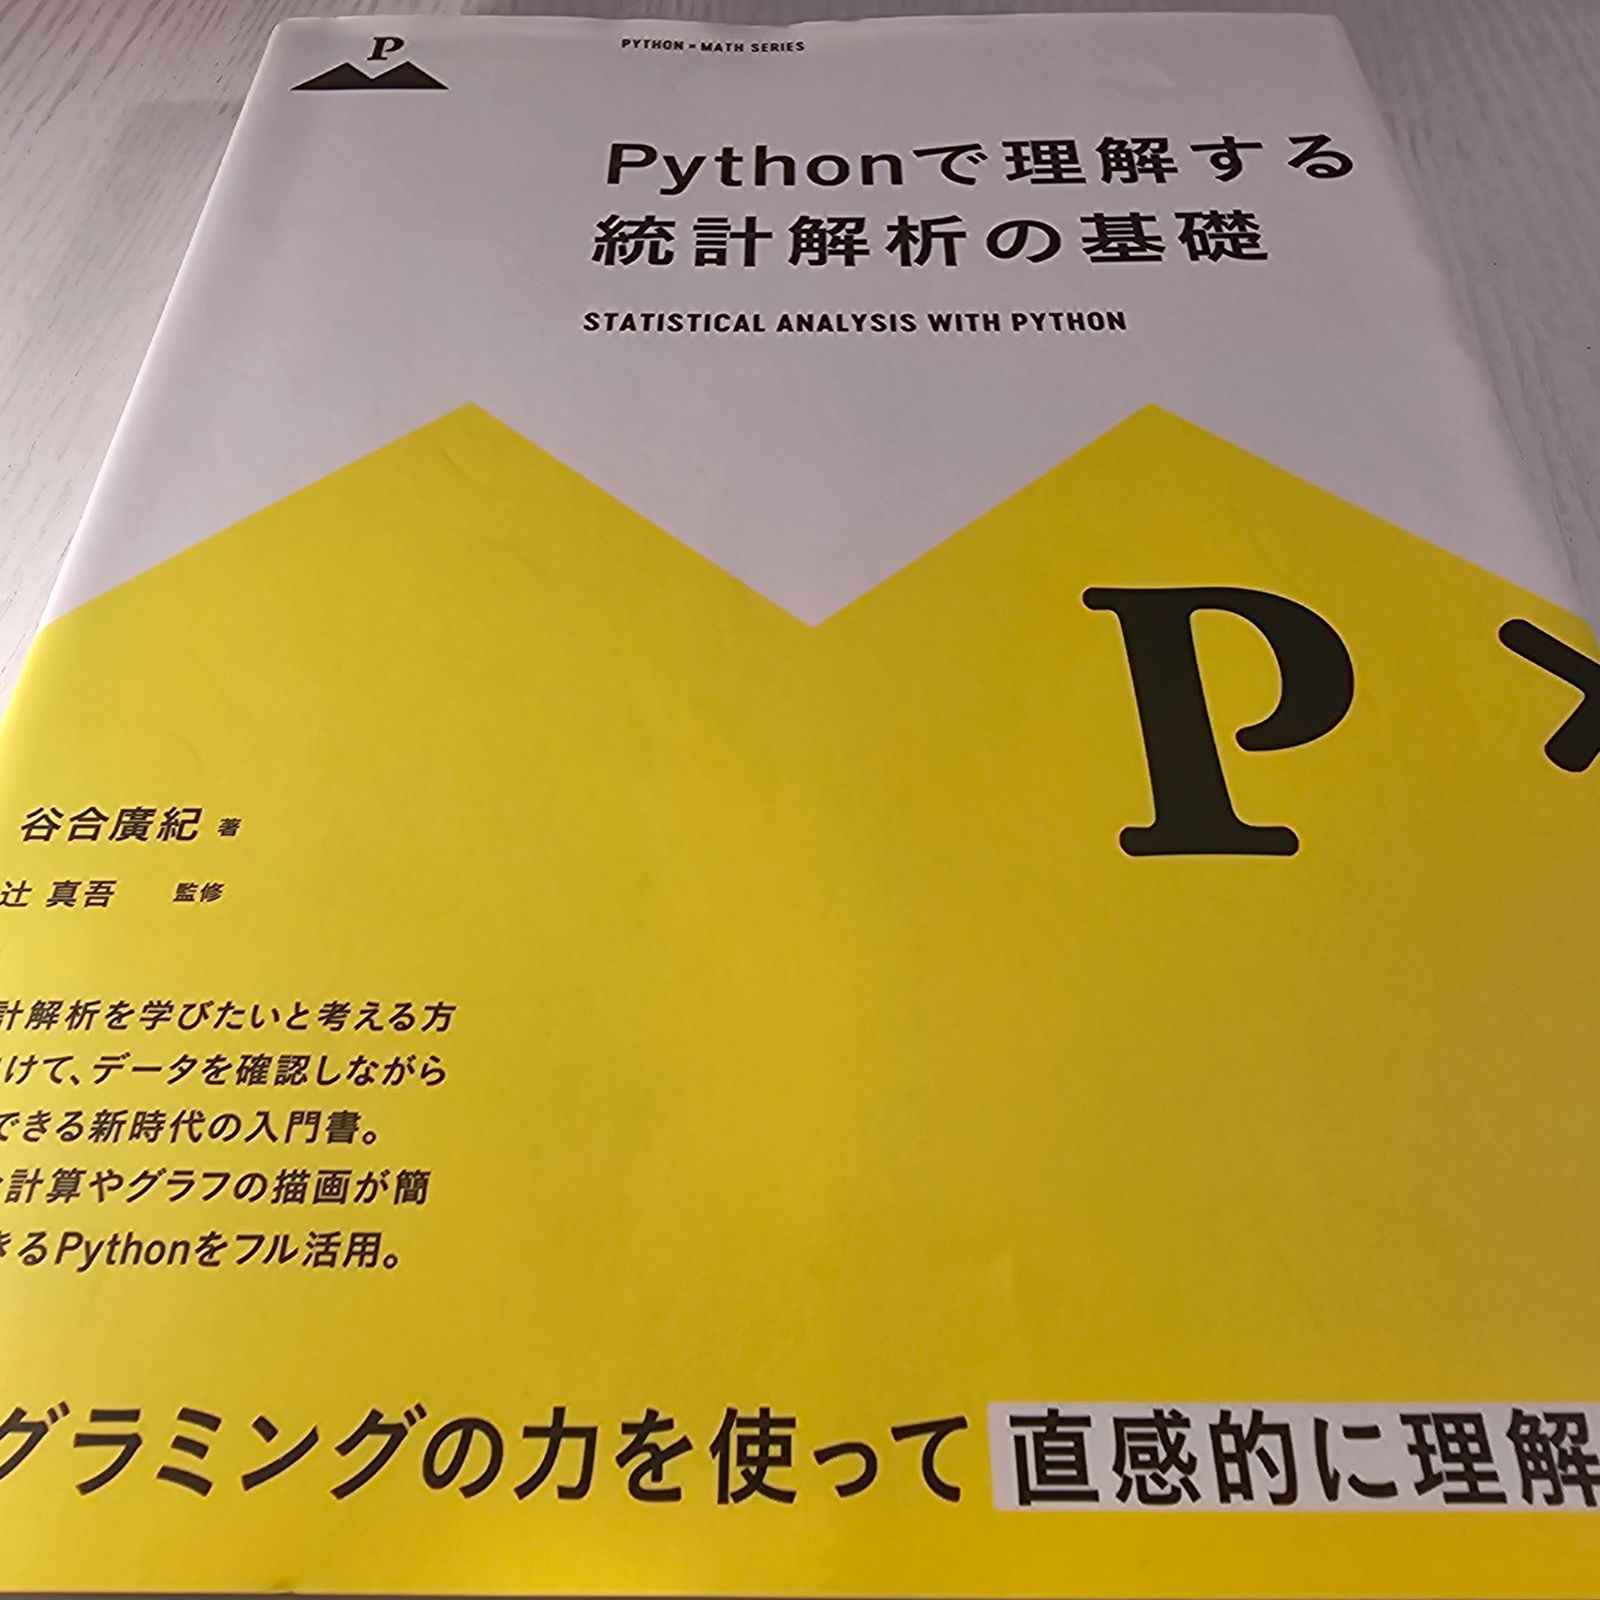 P
PYTHON × MATH SERIES
Pythonで理解する
統計解析の基礎
STATISTICAL ANALYSIS WITH PYTHON
P ×
谷合廣紀 著
辻 真吾 監修
計解析を学びたいと考える方
けて、データを確認しながら
できる新時代の入門書。
計算やグラフの描画が簡
きるPythonをフル活用。
グラミングの力を使って 直感的に理解